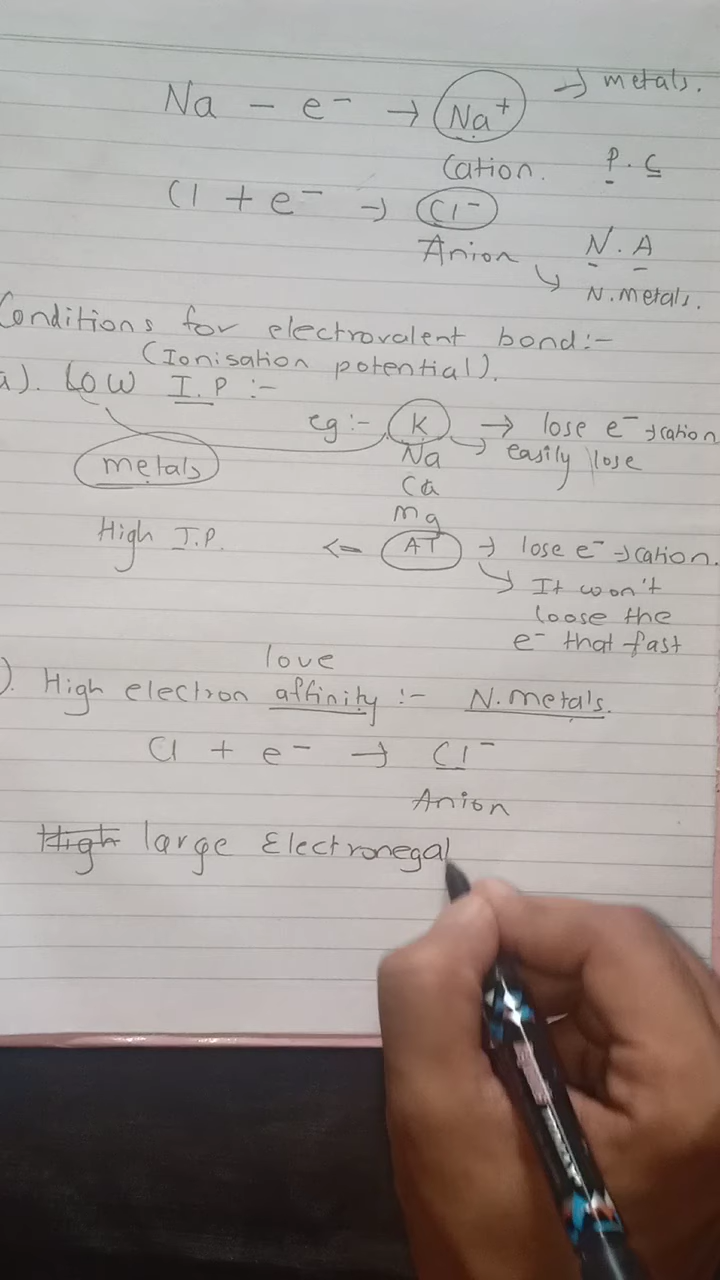 Na - e⁻ → Na⁺ → metals.
Cation. P.C
Cl + e⁻ → Cl⁻
Anion N.A
N.metals.
Conditions for electrovalent bond:-
(Ionisation potential).
a). Low I.P :-
eg:- K → lose e⁻ → cation
metals Na → easily lose
Ca
Mg
High I.P. <= AT → lose e⁻ → cation.
→ It won't
loose the
e⁻ that fast
love
). High electron affinity :- N.metals.
Cl + e⁻ → Cl⁻
Anion
High large Electronegat